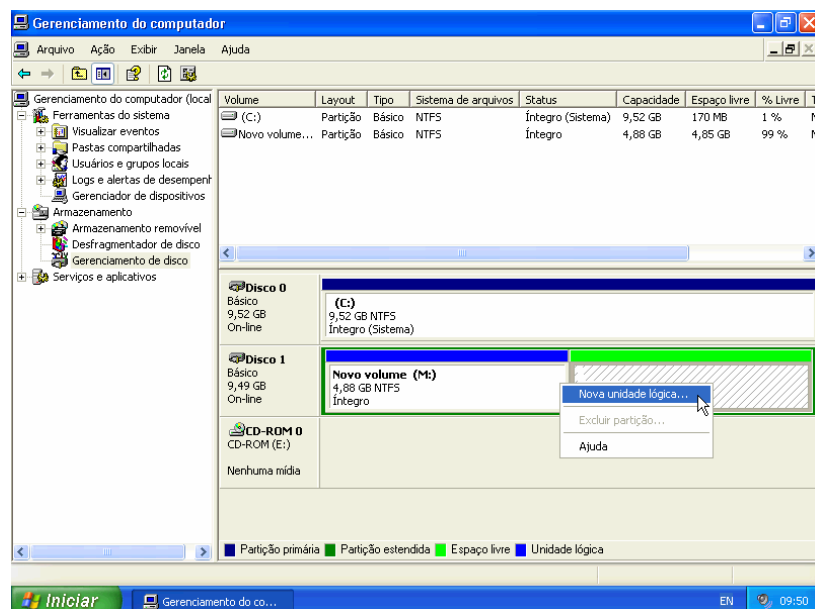 Gerenciamento do computador
Arquivo Ação Exibir Janela Ajuda
Gerenciamento do computador (local
Ferramentas do sistema
Visualizar eventos
Pastas compartilhadas
Usuários e grupos locais
Logs e alertas de desempenh
Gerenciador de dispositivos
Armazenamento
Armazenamento removível
Desfragmentador de disco
Gerenciamento de disco
Serviços e aplicativos
Volume Layout Tipo Sistema de arquivos Status Capacidade Espaço livre % Livre
(C:) Partição Básico NTFS Íntegro (Sistema) 9,52 GB 170 MB 1 %
Novo volume... Partição Básico NTFS Íntegro 4,88 GB 4,85 GB 99 %
Disco 0
Básico
9,52 GB
On-line
(C:)
9,52 GB NTFS
Íntegro (Sistema)
Disco 1
Básico
9,49 GB
On-line
Novo volume (M:)
4,88 GB NTFS
Íntegro
Nova unidade lógica...
Excluir partição...
Ajuda
CD-ROM 0
CD-ROM (E:)
Nenhuma mídia
Partição primária Partição estendida Espaço livre Unidade lógica
Iniciar Gerenciamento do co... EN 09:50